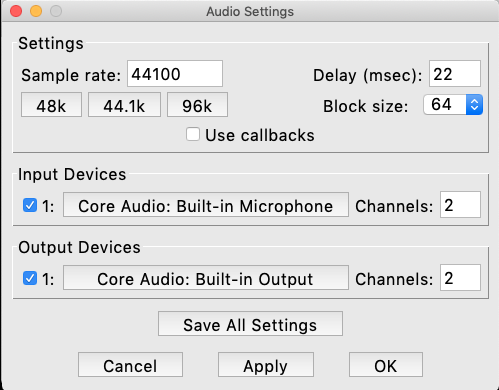 Audio Settings
Settings
Sample rate: 44100 Delay (msec): 22
48k 44.1k 96k Block size: 64
Use callbacks
Input Devices
1: Core Audio: Built-in Microphone Channels: 2
Output Devices
1: Core Audio: Built-in Output Channels: 2
Save All Settings
Cancel Apply OK